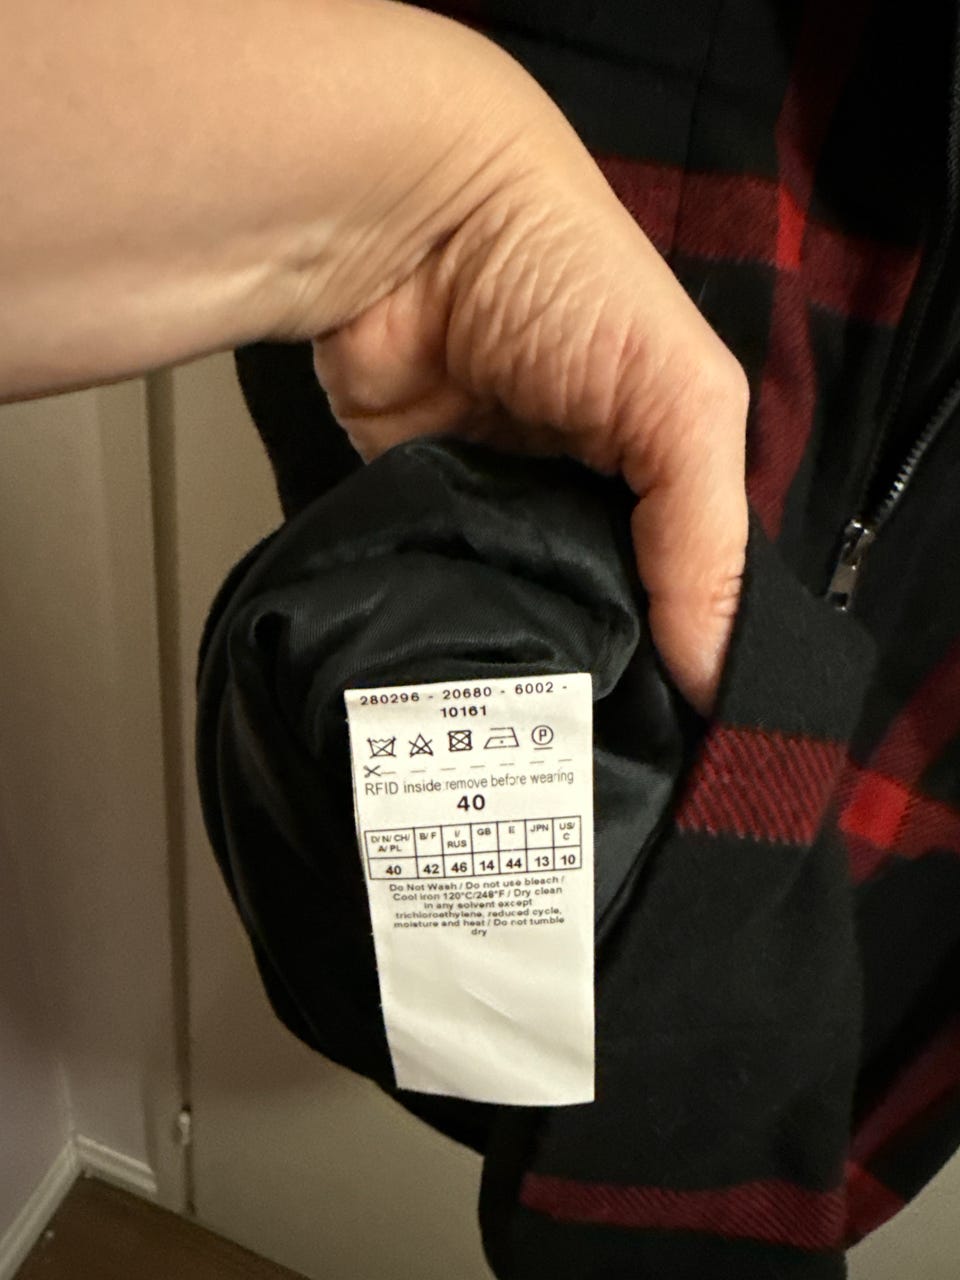 280296 - 20680 - 6002 -
10161
P
RFID inside remove before wearing
40
D/ N/ CH/ A/ PL B/ F I/ RUS GB E JPN US/ C
40 42 46 14 44 13 10
Do Not Wash / Do not use bleach /
Cool iron 120°C/248°F / Dry clean
in any solvent except
trichloroethylene, reduced cycle,
moisture and heat / Do not tumble
dry